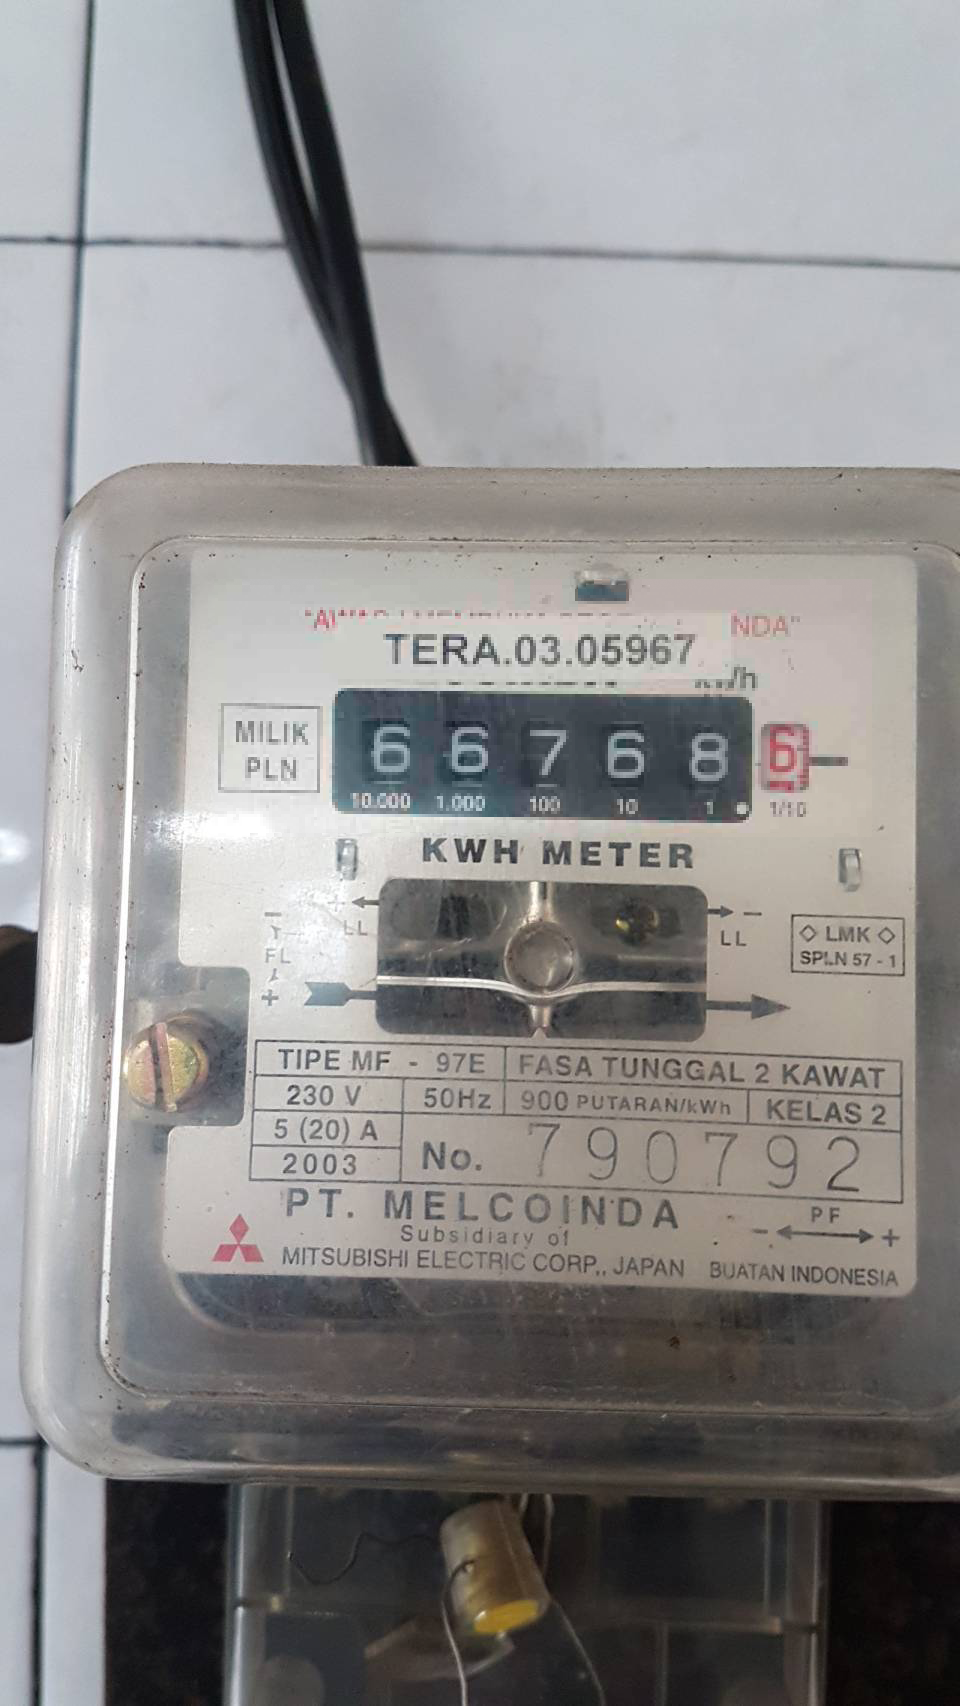 NDA"
TERA.03.05967
kWh
MILIK
PLN
6 6 7 6 8 6
10.000 1.000 100 10 1 1/10
KWH METER
+ LL
LL -
- FL +
LMK
SPLN 57-1
TIPE MF - 97E FASA TUNGGAL 2 KAWAT
230 V 50Hz 900 PUTARAN/kWh KELAS 2
5 (20) A
2003
No. 790792
PT. MELCOINDA
Subsidiary of
MITSUBISHI ELECTRIC CORP., JAPAN
PF
- +
BUATAN INDONESIA